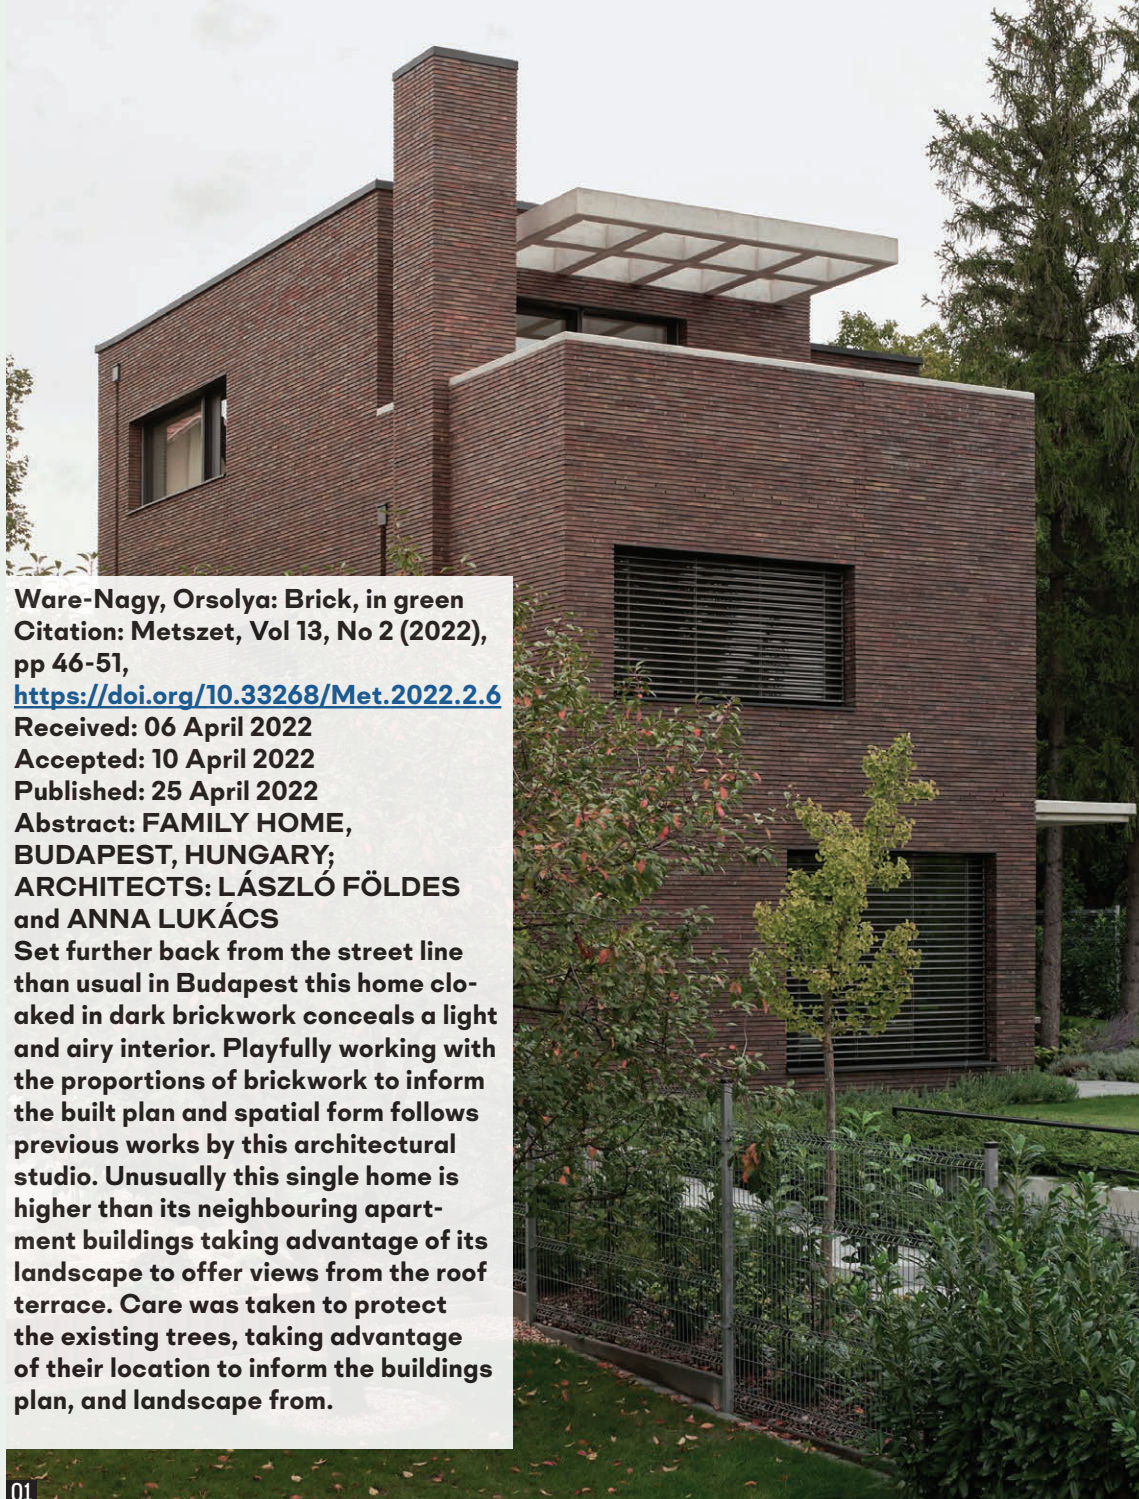 Ware-Nagy, Orsolya: Brick, in green
Citation: Metszet, Vol 13, No 2 (2022),
pp 46-51,
https://doi.org/10.33268/Met.2022.2.6
Received: 06 April 2022
Accepted: 10 April 2022
Published: 25 April 2022
Abstract: FAMILY HOME,
BUDAPEST, HUNGARY;
ARCHITECTS: LÁSZLÓ FÖLDES
and ANNA LUKÁCS
Set further back from the street line
than usual in Budapest this home clo-
aked in dark brickwork conceals a light
and airy interior. Playfully working with
the proportions of brickwork to inform
the built plan and spatial form follows
previous works by this architectural
studio. Unusually this single home is
higher than its neighbouring apart-
ment buildings taking advantage of its
landscape to offer views from the roof
terrace. Care was taken to protect
the existing trees, taking advantage
of their location to inform the buildings
plan, and landscape from.
01